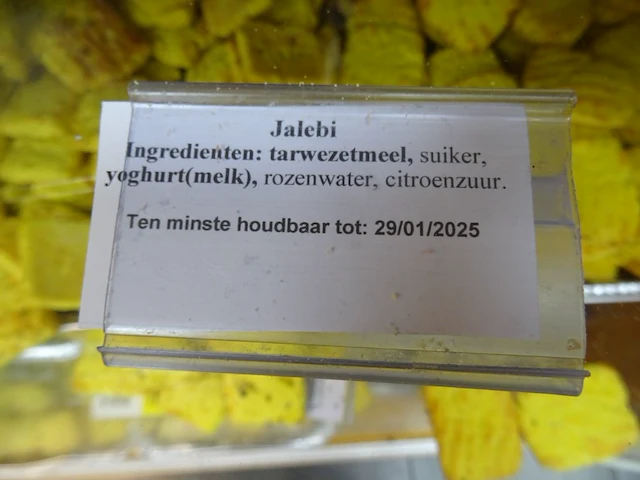 Jalebi
Ingredienten: tarwezetmeel, suiker,
yoghurt(melk), rozenwater, citroenzuur.
Ten minste houdbaar tot: 29/01/2025